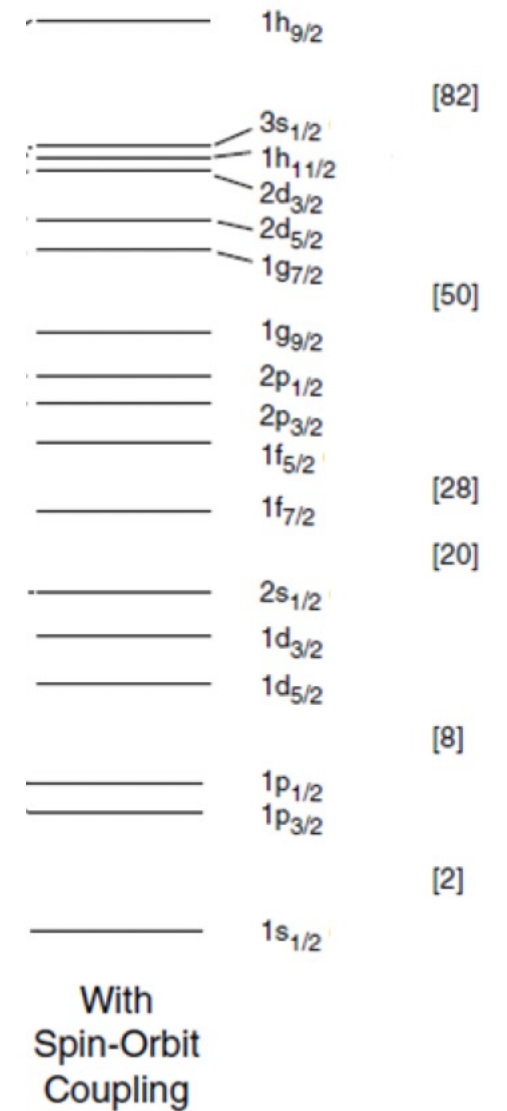 1h9/2
[82]
3s1/2
1h11/2
2d3/2
2d5/2
1g7/2
[50]
1g9/2
2p1/2
2p3/2
1f5/2
[28]
1f7/2
[20]
2s1/2
1d3/2
1d5/2
[8]
1p1/2
1p3/2
[2]
1s1/2
With
Spin-Orbit
Coupling